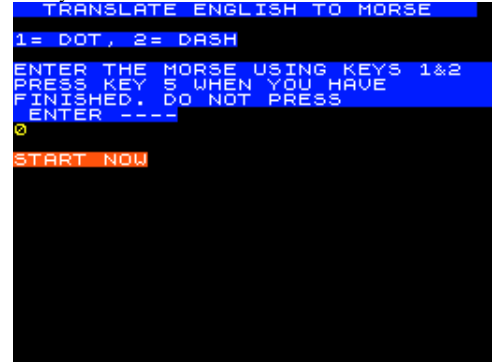 TRANSLATE ENGLISH TO MORSE
1= DOT, 2= DASH
ENTER THE MORSE USING KEYS 1&2
PRESS KEY 5 WHEN YOU HAVE
FINISHED. DO NOT PRESS
ENTER ----
0
START NOW